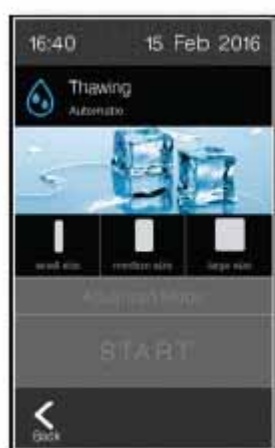 16:40 15 Feb 2016
Thawing
Automatic
small size medium size large size
Advanced Mode
START
Back